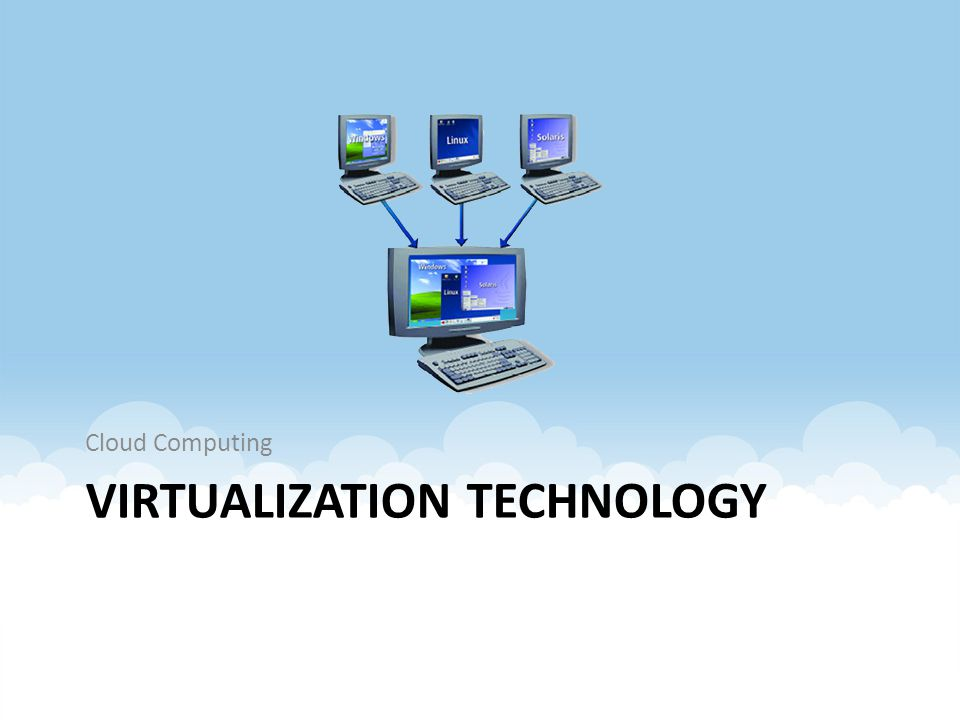 Windows
Linux
Solaris
Windows
Linux
Solaris
Cloud Computing
VIRTUALIZATION TECHNOLOGY